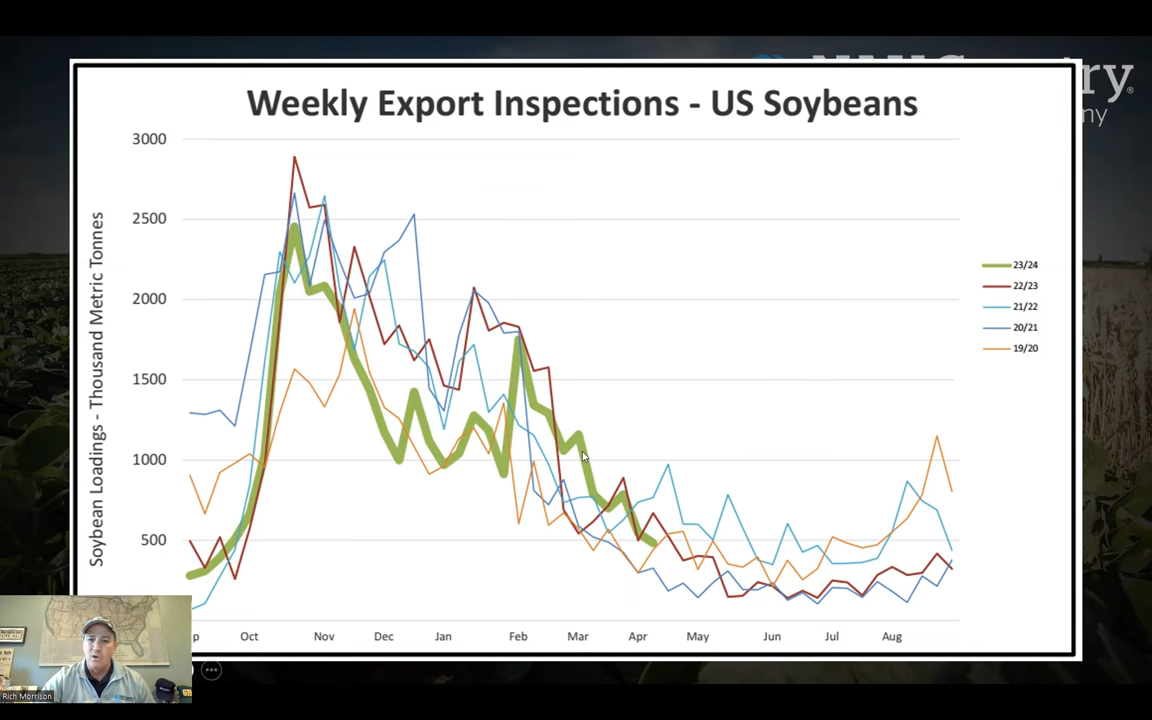 Weekly Export Inspections - US Soybeans
3000
2500
2000
1500
1000
500
Soybean Loadings - Thousand Metric Tonnes
p
Oct
Nov
Dec
Jan
Feb
Mar
Apr
May
Jun
Jul
Aug
23/24
22/23
21/22
20/21
19/20
ry
ny
Rich Morrison